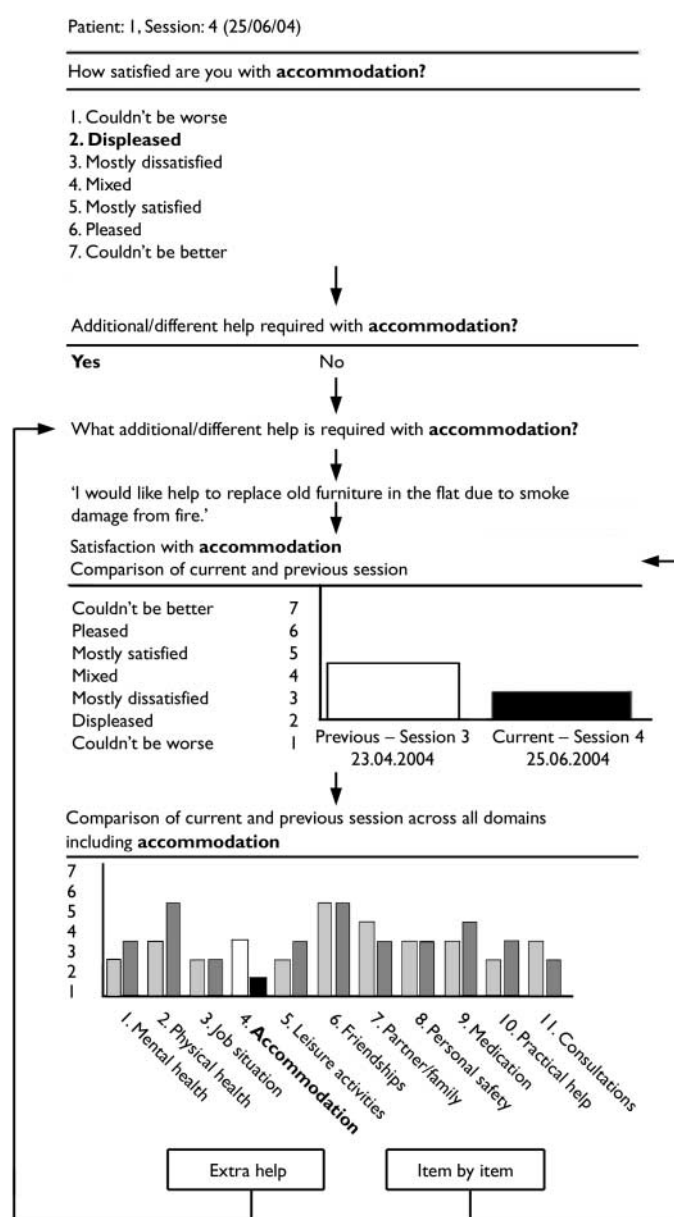 Patient: 1, Session: 4 (25/06/04)
How satisfied are you with accommodation?
1. Couldn't be worse
2. Displeased
3. Mostly dissatisfied
4. Mixed
5. Mostly satisfied
6. Pleased
7. Couldn't be better
Additional/different help required with accommodation?
Yes No
What additional/different help is required with accommodation?
'I would like help to replace old furniture in the flat due to smoke
damage from fire.'
Satisfaction with accommodation
Comparison of current and previous session
Couldn't be better 7
Pleased 6
Mostly satisfied 5
Mixed 4
Mostly dissatisfied 3
Displeased 2
Couldn't be worse 1
Previous – Session 3 Current – Session 4
23.04.2004 25.06.2004
Comparison of current and previous session across all domains
including accommodation
7
6
5
4
3
2
1
1. Mental health
2. Physical health
3. Job situation
4. Accommodation
5. Leisure activities
6. Friendships
7. Partner/family
8. Personal safety
9. Medication
10. Practical help
11. Consultations
Extra help Item by item